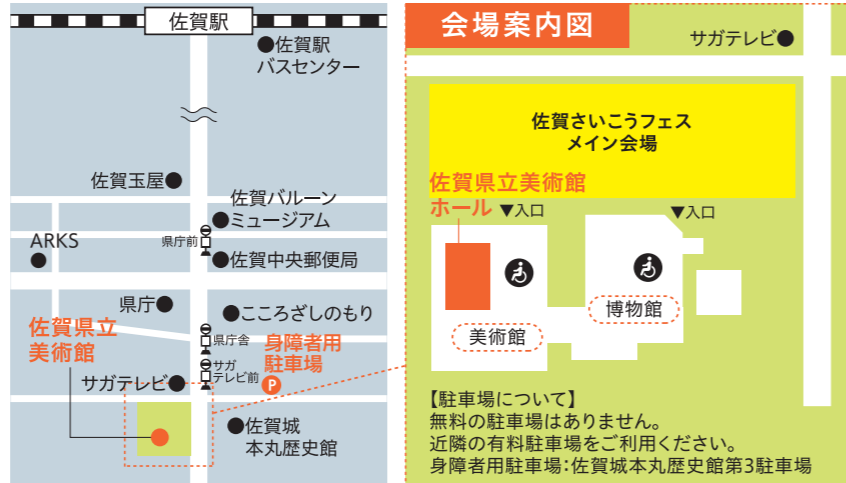 佐賀駅
●佐賀駅
バスセンター
佐賀玉屋●
佐賀バルーン
●ミュージアム
県庁前
ARKS
●
●佐賀中央郵便局
県庁●
●こころざしのもり
佐賀県立
美術館
県庁舎
身障者用
駐車場
P
サガ
テレビ前
サガテレビ●
●佐賀城
本丸歴史館
会場案内図
サガテレビ●
佐賀さいこうフェス
メイン会場
佐賀県立美術館
ホール
▼入口
▼入口
美術館
博物館
【駐車場について】
無料の駐車場はありません。
近隣の有料駐車場をご利用ください。
身障者用駐車場:佐賀城本丸歴史館第3駐車場